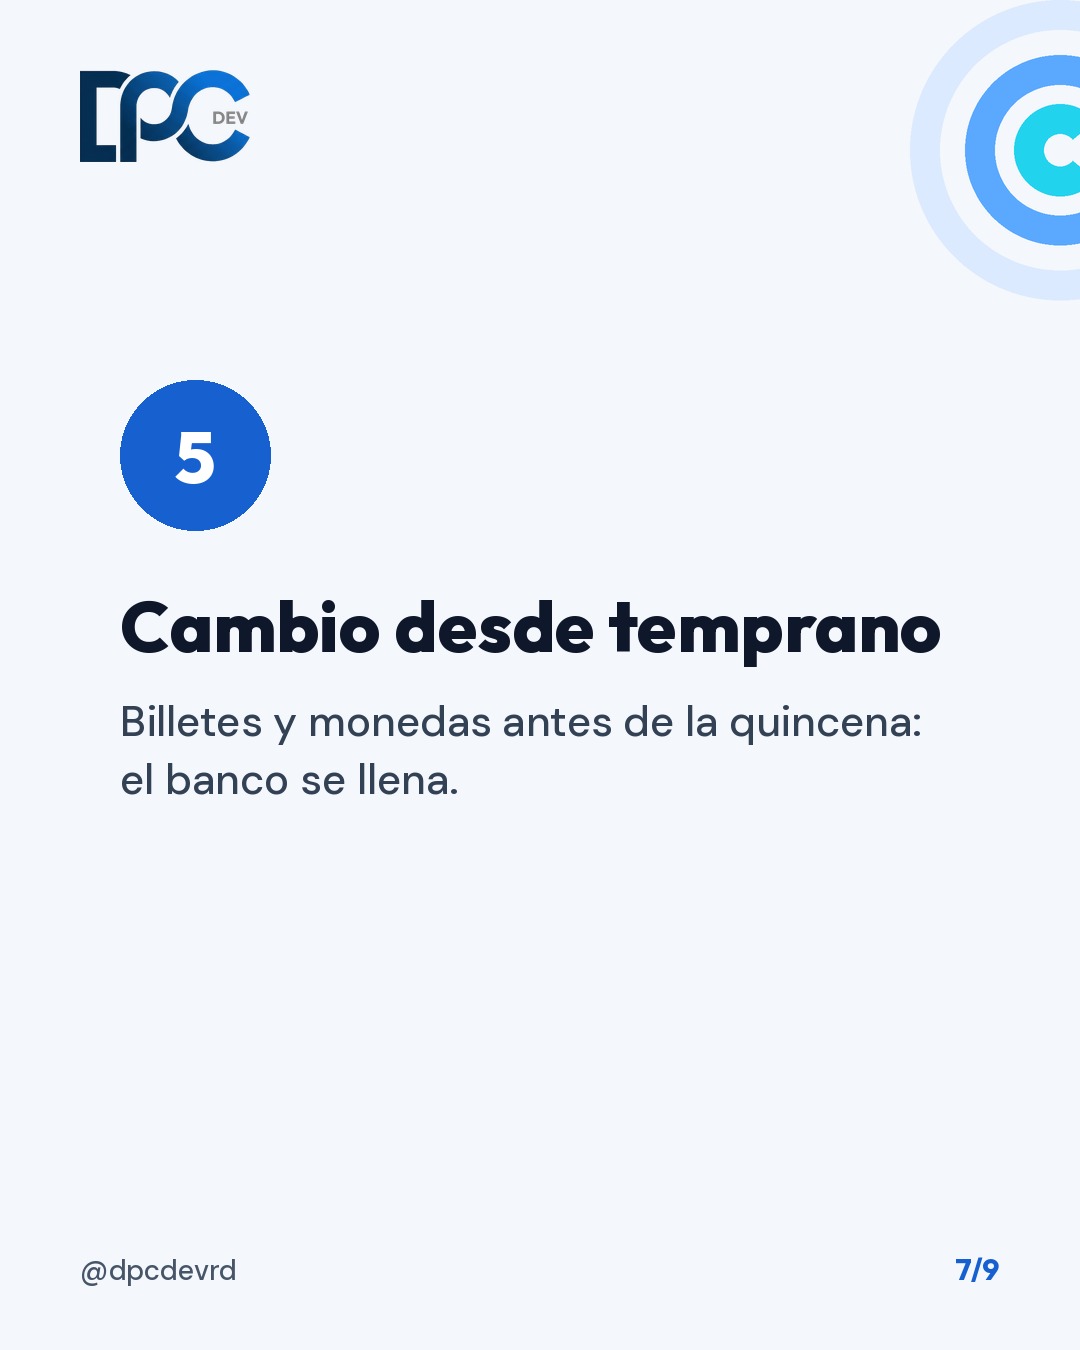 DPC
DEV
5
Cambio desde temprano
Billetes y monedas antes de la quincena:
el banco se llena.
@dpcdevrd
7/9